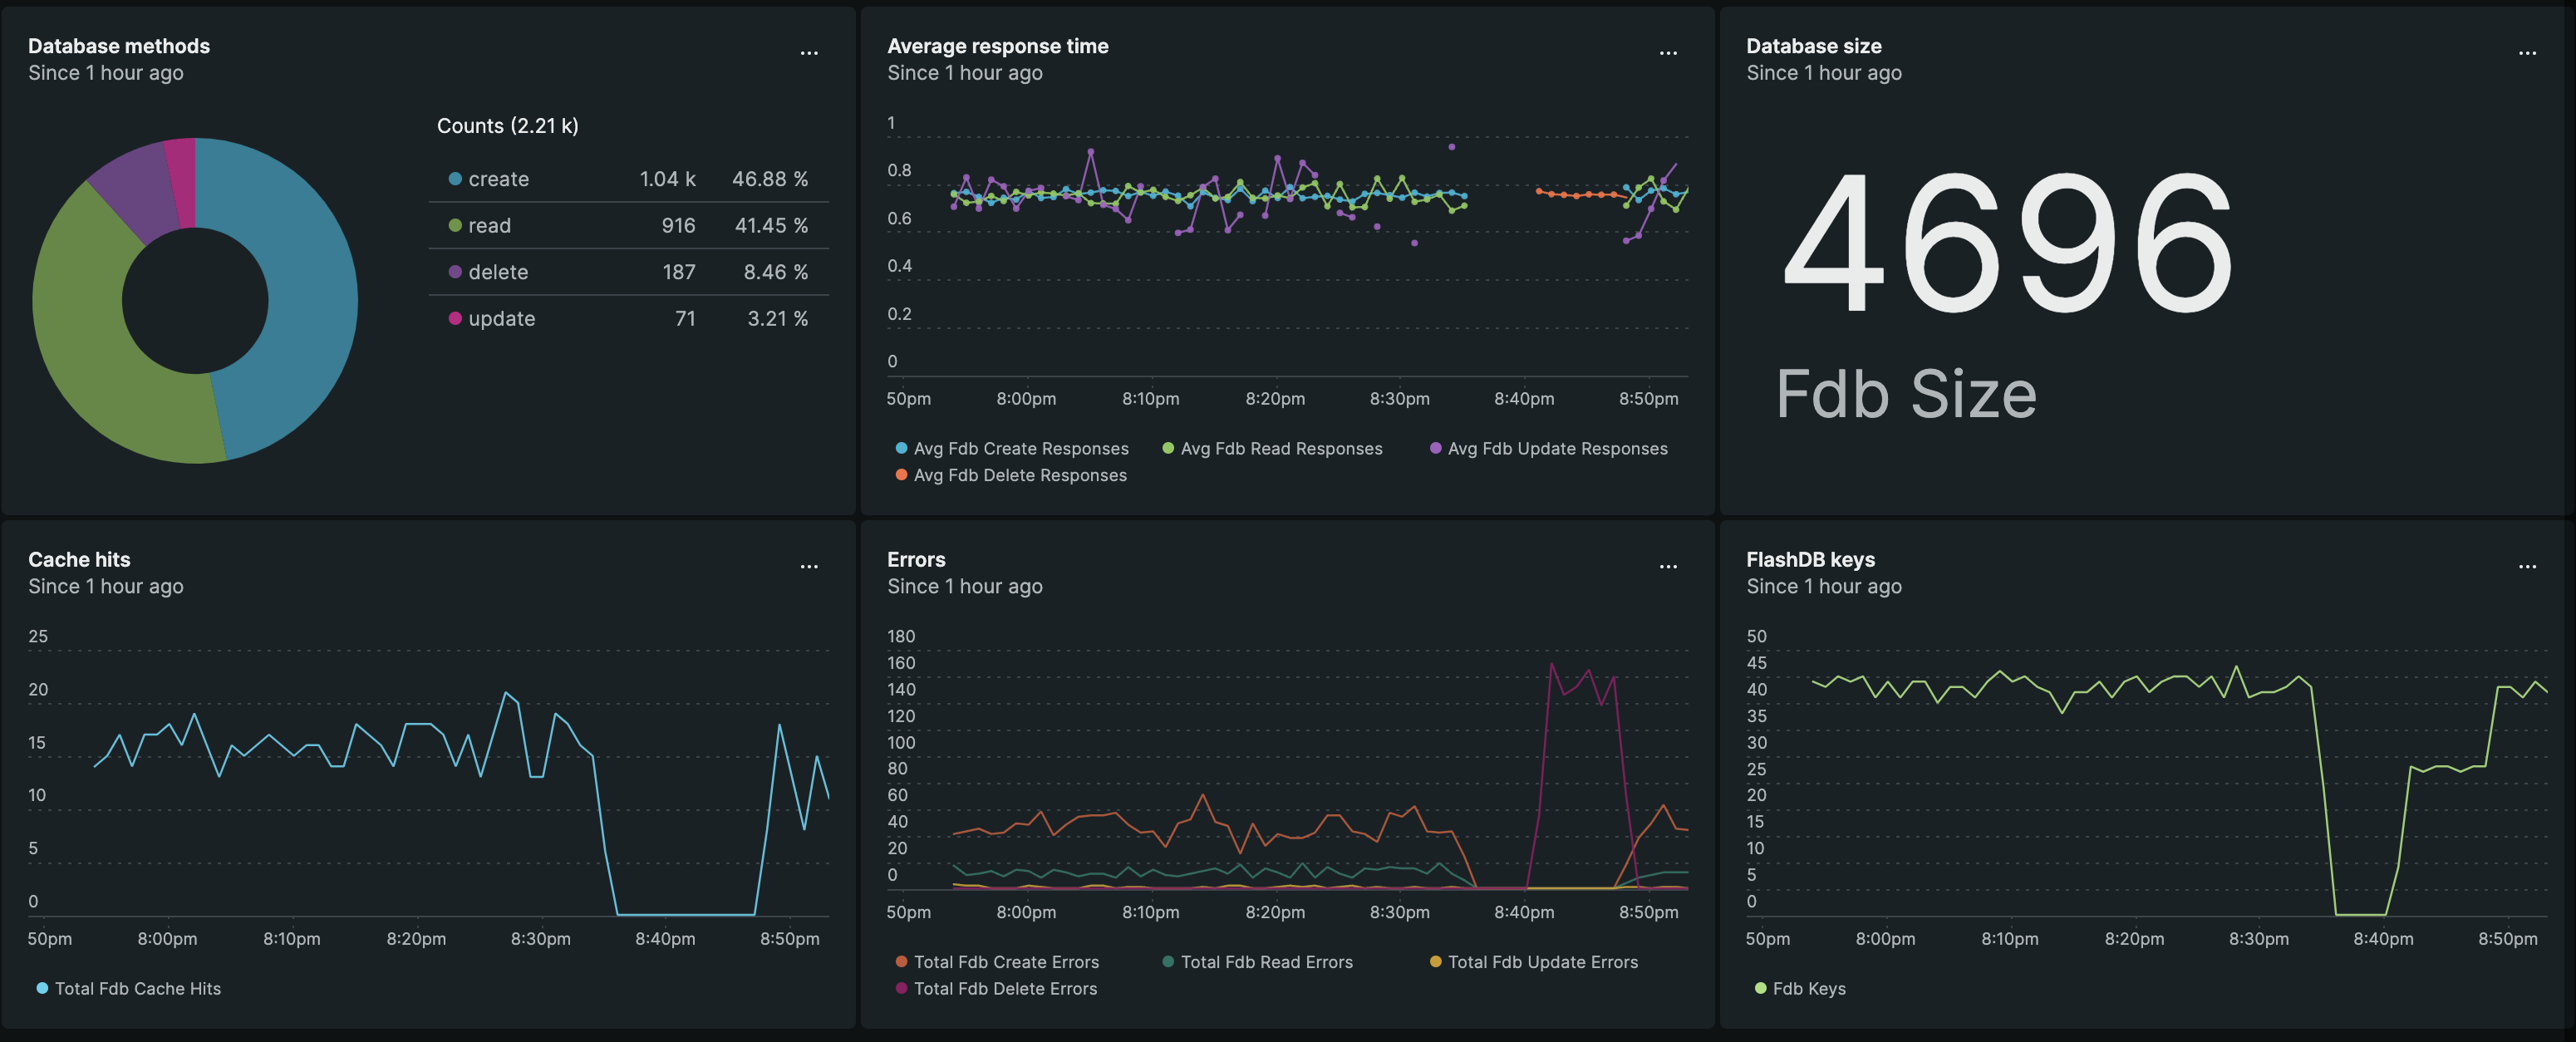 Database methods
...
Since 1 hour ago
Counts (2.21 k)
create 1.04 k 46.88 %
read 916 41.45 %
delete 187 8.46 %
update 71 3.21 %
Average response time
...
Since 1 hour ago
1
0.8
0.6
0.4
0.2
0
50pm 8:00pm 8:10pm 8:20pm 8:30pm 8:40pm 8:50pm
Avg Fdb Create Responses Avg Fdb Read Responses Avg Fdb Update Responses
Avg Fdb Delete Responses
Database size
...
Since 1 hour ago
4696
Fdb Size
Cache hits
...
Since 1 hour ago
25
20
15
10
5
0
50pm 8:00pm 8:10pm 8:20pm 8:30pm 8:40pm 8:50pm
Total Fdb Cache Hits
Errors
...
Since 1 hour ago
180
160
140
120
100
80
60
40
20
0
50pm 8:00pm 8:10pm 8:20pm 8:30pm 8:40pm 8:50pm
Total Fdb Create Errors Total Fdb Read Errors Total Fdb Update Errors
Total Fdb Delete Errors
FlashDB keys
...
Since 1 hour ago
50
45
40
35
30
25
20
15
10
5
0
50pm 8:00pm 8:10pm 8:20pm 8:30pm 8:40pm 8:50pm
Fdb Keys